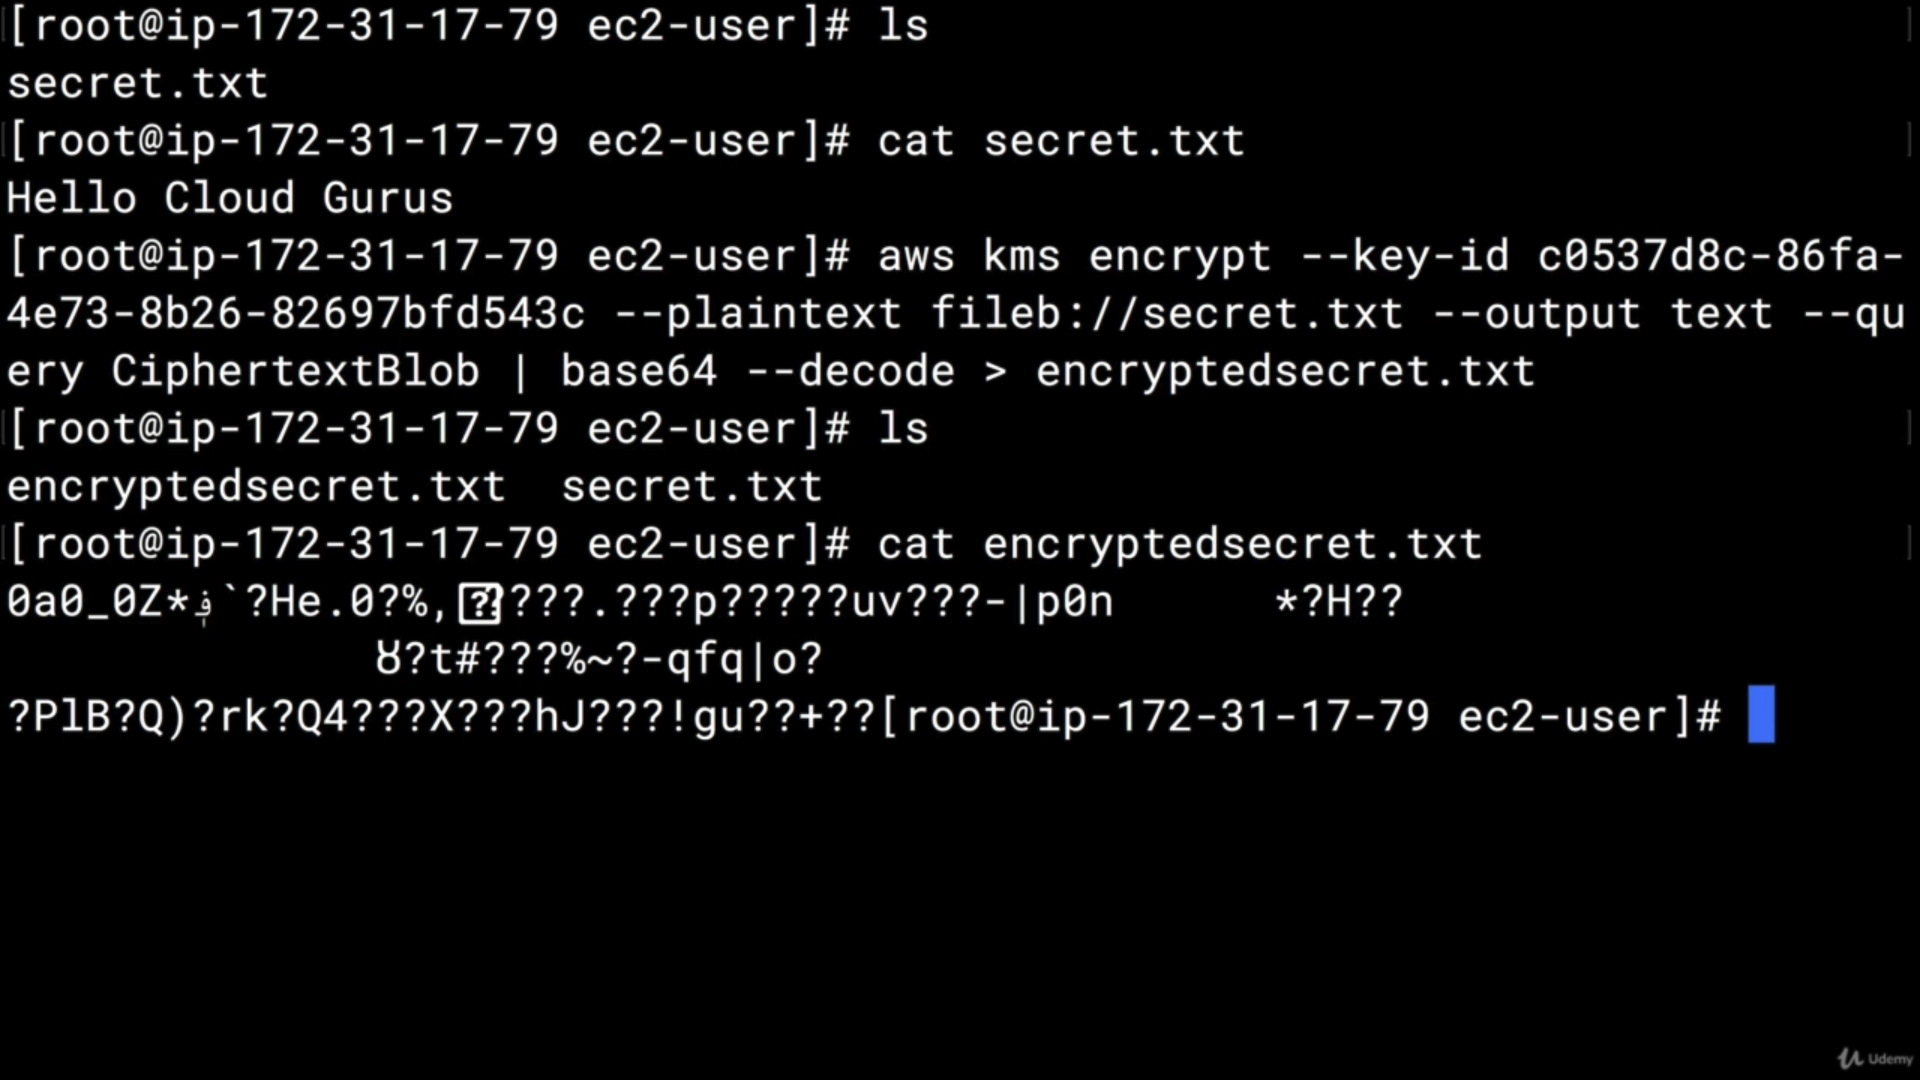 [root@ip-172-31-17-79 ec2-user]# ls
secret.txt
[root@ip-172-31-17-79 ec2-user]# cat secret.txt
Hello Cloud Gurus
[root@ip-172-31-17-79 ec2-user]# aws kms encrypt --key-id c0537d8c-86fa-
4e73-8b26-82697bfd543c --plaintext fileb://secret.txt --output text --qu
ery CiphertextBlob | base64 --decode > encryptedsecret.txt
[root@ip-172-31-17-79 ec2-user]# ls
encryptedsecret.txt  secret.txt
[root@ip-172-31-17-79 ec2-user]# cat encryptedsecret.txt
?He.0?%, ????.???p?????uv???-|p0n      *?H??
?t#???%~?-qfq|o?
?PlB?Q)?rk?Q4???X???hJ???!gu??+??[root@ip-172-31-17-79 ec2-user]#
Udemy